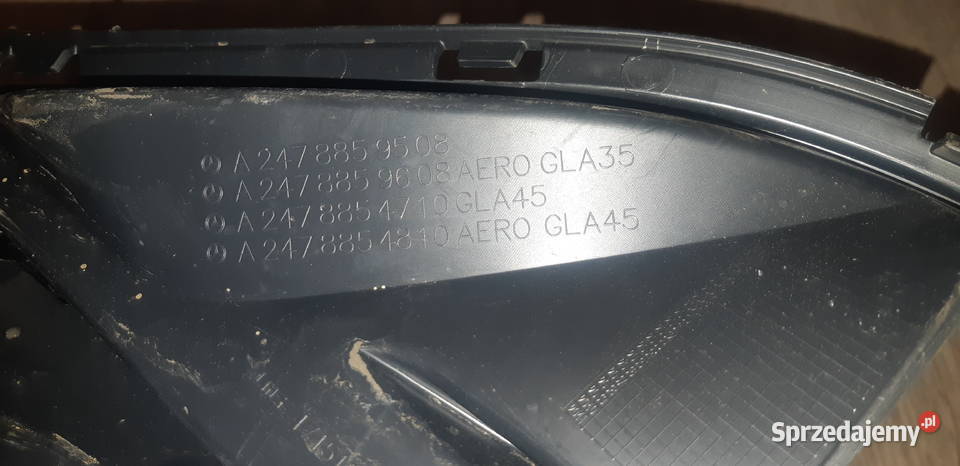 A 247 885 95 08
A 247 885 96 08 AERO GLA35
A 247 885 47 10 GLA45
A 247 885 48 10 AERO GLA45
Sprzedajemy.pl